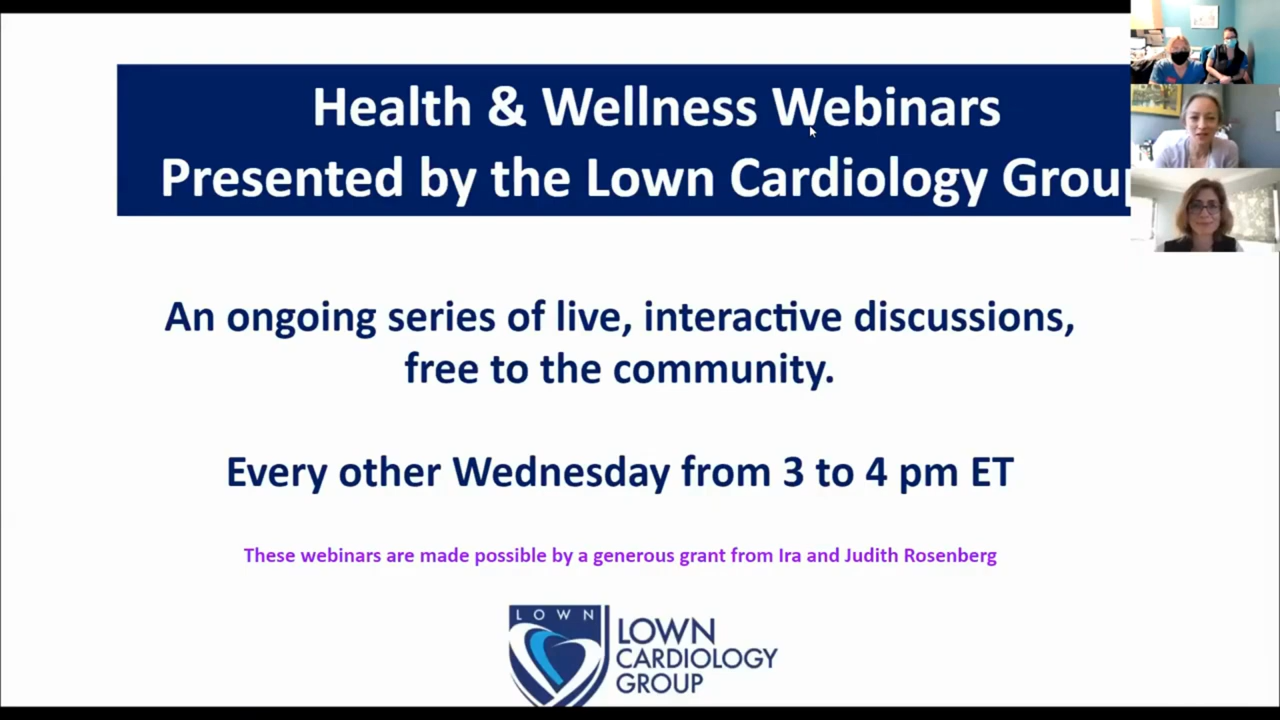 Health & Wellness Webinars
Presented by the Lown Cardiology Grou
An ongoing series of live, interactive discussions,
free to the community.
Every other Wednesday from 3 to 4 pm ET
These webinars are made possible by a generous grant from Ira and Judith Rosenberg
LOWN
LOWN
CARDIOLOGY
GROUP